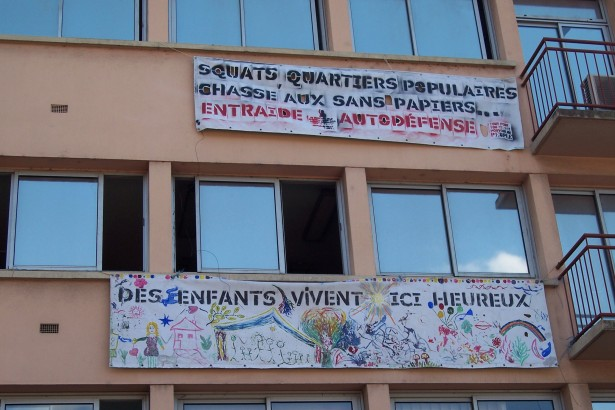 SQUATS QUARTIERS POPULAIRES
CHASSE AUX SANS PAPIERS...
ENTRAIDE AUTODÉFENSE
DES ENFANTS VIVENT ICI HEUREUX